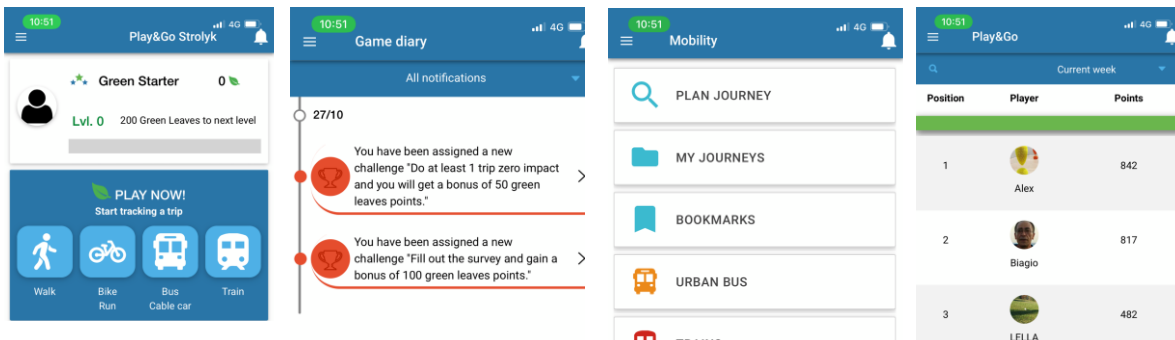 10:51
4G
Play&Go Strolyk
Green Starter
0
Lvl. 0
200 Green Leaves to next level
PLAY NOW!
Start tracking a trip
Walk
Bike
Run
Bus
Cable car
Train
10:51
4G
Game diary
All notifications
27/10
You have been assigned a new
challenge "Do at least 1 trip zero impact
and you will get a bonus of 50 green
leaves points."
You have been assigned a new
challenge "Fill out the survey and gain a
bonus of 100 green leaves points."
10:51
4G
Mobility
PLAN JOURNEY
MY JOURNEYS
BOOKMARKS
URBAN BUS
10:51
4G
Play&Go
Current week
Position Player Points
1 842
Alex
2 817
Biagio
3 482
LELLA